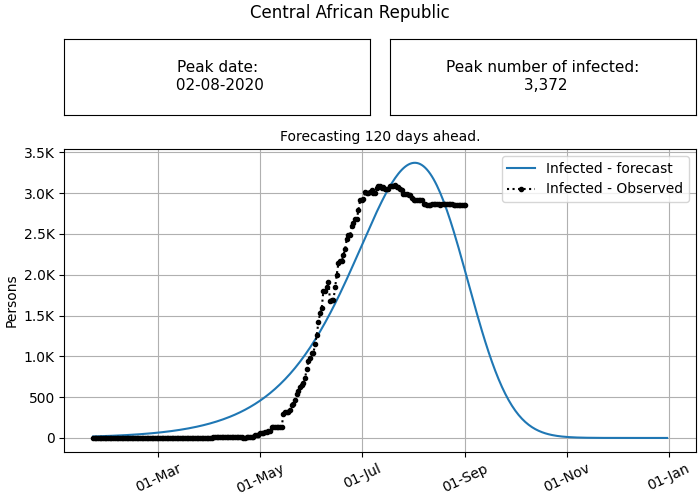 Central African Republic
Peak date:
02-08-2020
Peak number of infected:
3,372
Forecasting 120 days ahead.
3.5K
3.0K
2.5K
2.0K
1.5K
1.0K
500
0
Persons
Infected - forecast
Infected - Observed
01-Mar
01-May
01-Jul
01-Sep
01-Nov
01-Jan